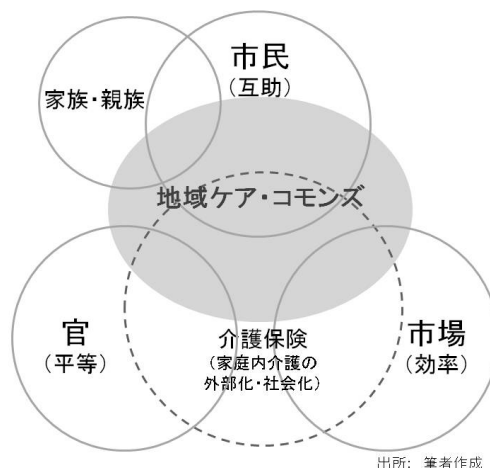 市民
(互助)
家族・親族
地域ケア・コモンズ
官
(平等)
介護保険
(家庭内介護の
外部化・社会化)
市場
(効率)
出所: 筆者作成